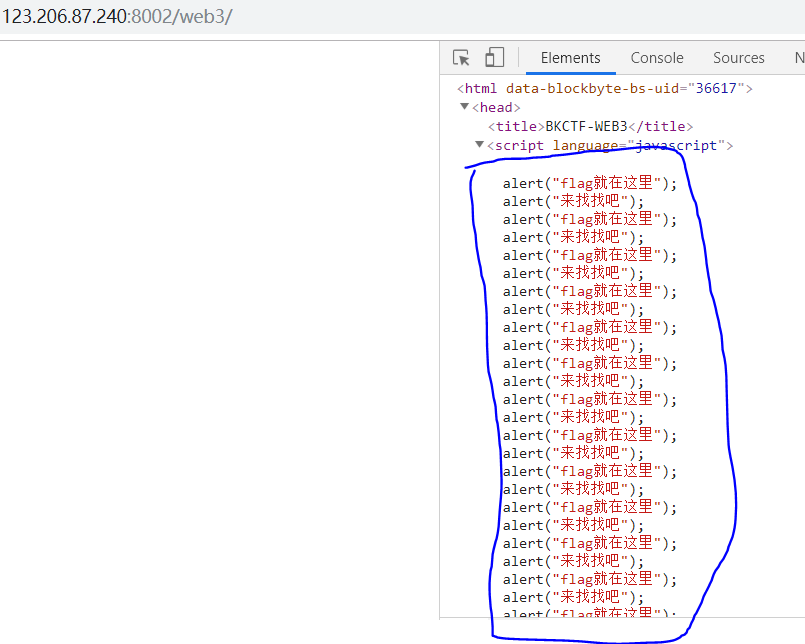 123.206.87.240:8002/web3/
Elements Console Sources N
<html data-blockbyte-bs-uid="36617">
<head>
<title>BKCTF-WEB3</title>
<script language="javascript">
alert("flag就在这里");
alert("来找找吧");
alert("flag就在这里");
alert("来找找吧");
alert("flag就在这里");
alert("来找找吧");
alert("flag就在这里");
alert("来找找吧");
alert("flag就在这里");
alert("来找找吧");
alert("flag就在这里");
alert("来找找吧");
alert("flag就在这里");
alert("来找找吧");
alert("flag就在这里");
alert("来找找吧");
alert("flag就在这里");
alert("来找找吧");
alert("flag就在这里");
alert("来找找吧");
alert("flag就在这里");
alert("来找找吧");
alert("flag就在这里");
alert("来找找吧");
alert("flag就在这里");